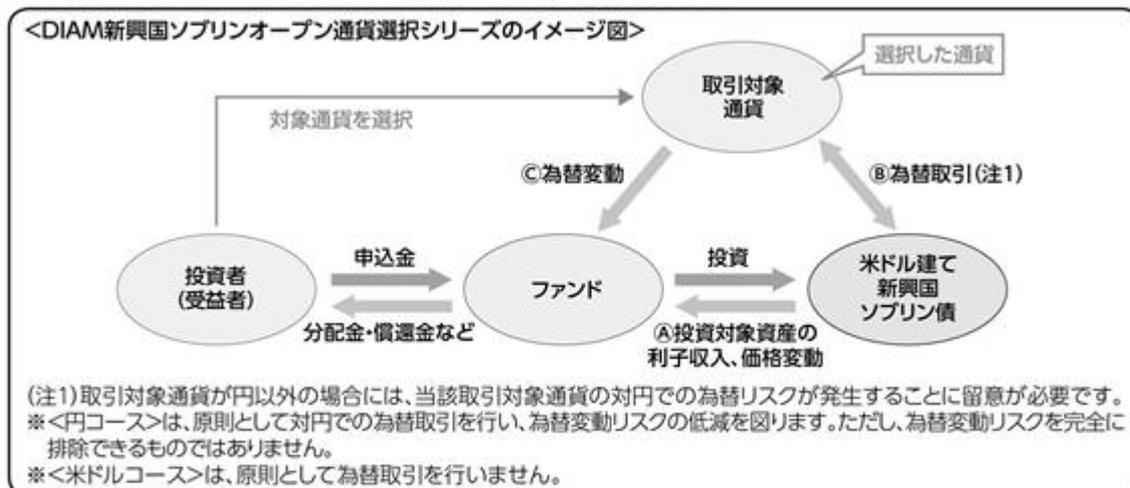 <DIAM新興国ソブリンオープン通貨選択シリーズのイメージ図>
選択した通貨
取引対象
通貨
対象通貨を選択
Ⓒ為替変動
Ⓑ為替取引(注1)
投資者
(受益者)
申込金
分配金・償還金など
ファンド
投資
Ⓐ投資対象資産の
利子収入、価格変動
米ドル建て
新興国
ソブリン債
(注1)取引対象通貨が円以外の場合には、当該取引対象通貨の対円での為替リスクが発生することに留意が必要です。
※<円コース>は、原則として対円での為替取引を行い、為替変動リスクの低減を図ります。ただし、為替変動リスクを完全に
排除できるものではありません。
※<米ドルコース>は、原則として為替取引を行いません。